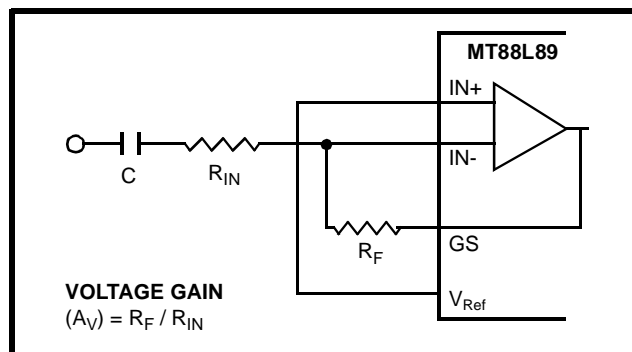 MT88L89
IN+
IN-
C
R_IN
R_F
GS
VOLTAGE GAIN
(A_V) = R_F / R_IN
V_Ref